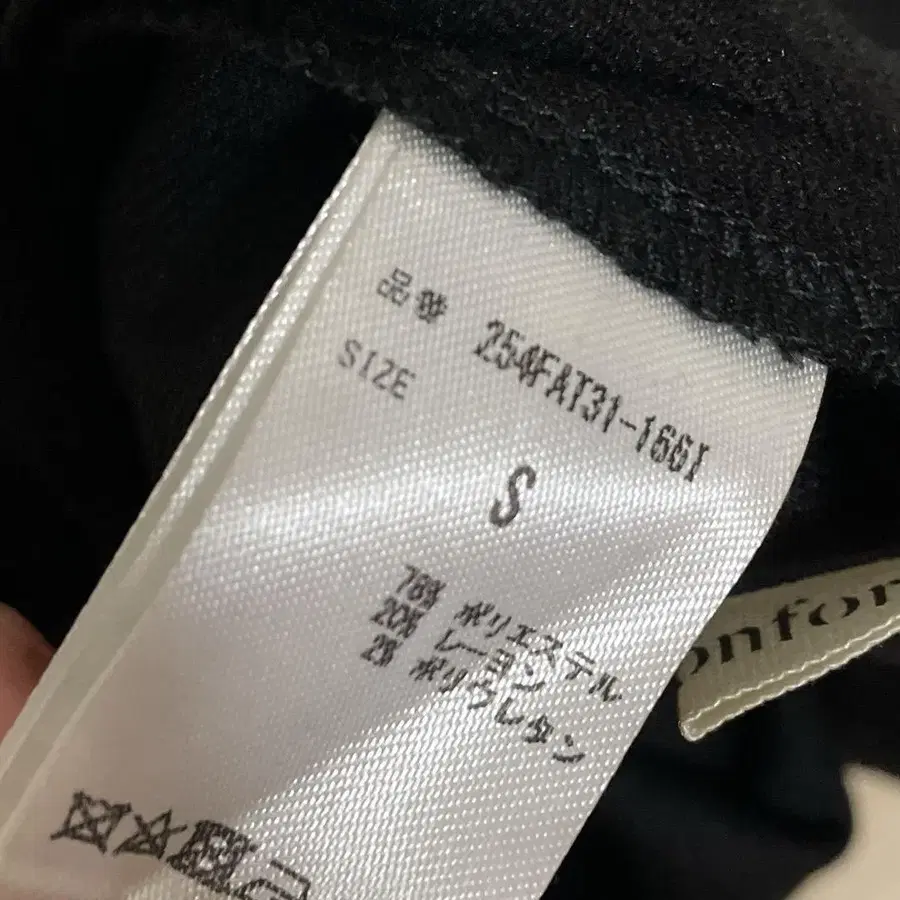 品番 254FAT31-166I
SIZE
S
78% ポリエステル
20% レーヨン
2% ポリウレタン
onfor